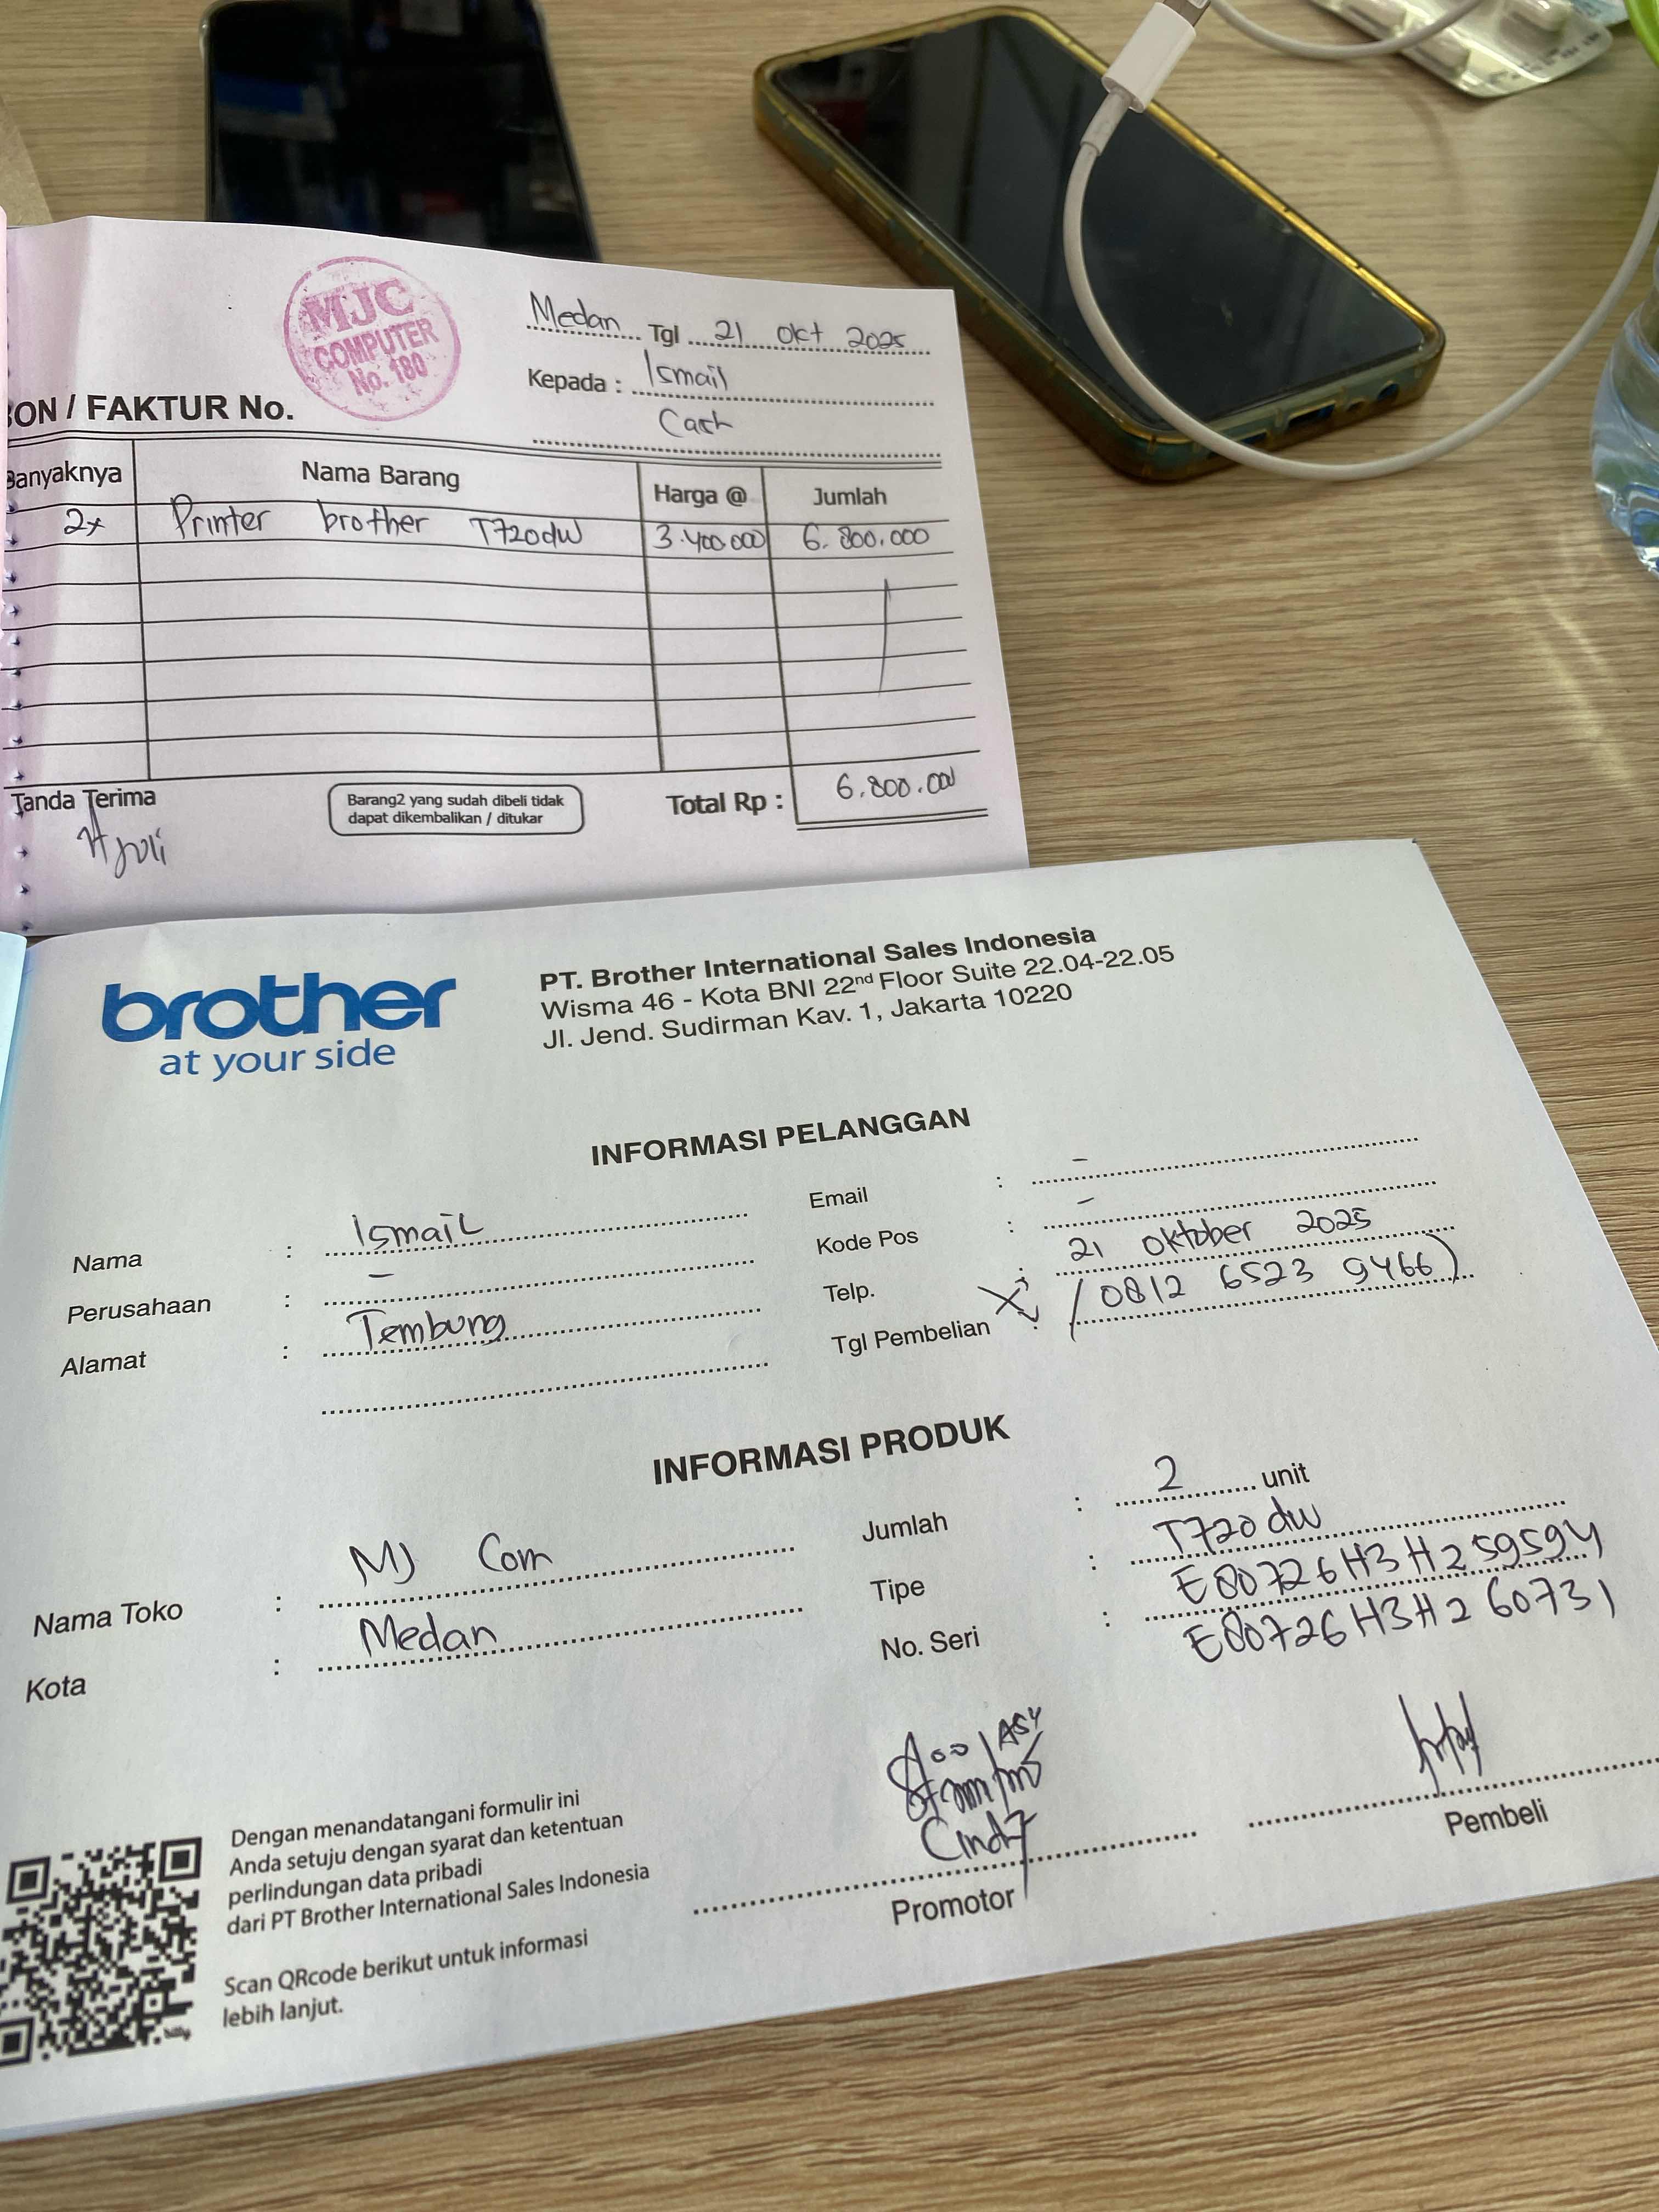 MJC
COMPUTER
No. 180
Medan Tgl 21 Okt 2025
Kepada : Ismail
Cash
BON / FAKTUR No.
Banyaknya Nama Barang Harga @ Jumlah
2x Printer brother T720dw 3.400.000 6.800.000
Tanda Terima
Barang2 yang sudah dibeli tidak
dapat dikembalikan / ditukar
Total Rp : 6.800.000
brother
at your side
PT. Brother International Sales Indonesia
Wisma 46 - Kota BNI 22nd Floor Suite 22.04-22.05
Jl. Jend. Sudirman Kav. 1, Jakarta 10220
INFORMASI PELANGGAN
Nama : Ismail
Perusahaan : -
Alamat : Tembung
Email : -
Kode Pos : -
Telp. 21 Oktober 2025
Tgl Pembelian : (0812 6523 9466)
INFORMASI PRODUK
Nama Toko : MJ Com
Kota : Medan
Jumlah : 2 unit
Tipe : T720dw
No. Seri : E80726H3H259594
E80726H3H260731
Cindy
Promotor
Pembeli
Dengan menandatangani formulir ini
Anda setuju dengan syarat dan ketentuan
perlindungan data pribadi
dari PT Brother International Sales Indonesia
Scan QRcode berikut untuk informasi
lebih lanjut.